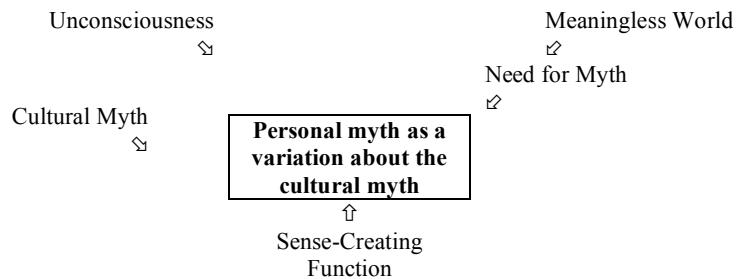 Unconsciousness
Meaningless World
⬂
⬃
Need for Myth
⬃
Cultural Myth
⬂
Personal myth as a
variation about the
cultural myth
⇧
Sense-Creating
Function